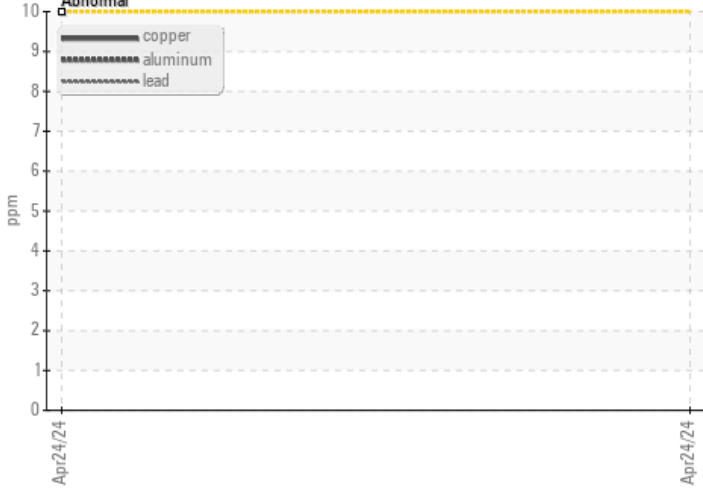 Abnormal
10
copper
9
aluminum
lead
8
7
6
ppm
5
4
3
2
1
0
Apr24/24
Apr24/24